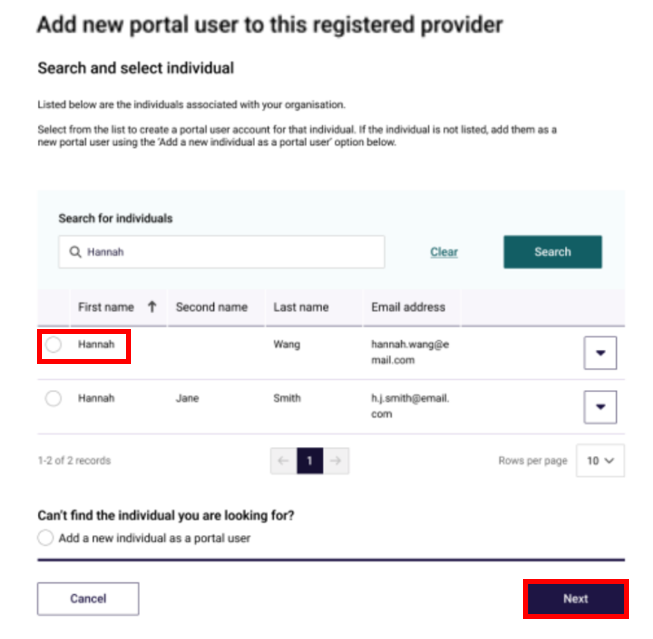 Add new portal user to this registered provider
Search and select individual
Listed below are the individuals associated with your organisation.
Select from the list to create a portal user account for that individual. If the individual is not listed, add them as a
new portal user using the 'Add a new individual as a portal user' option below.
Search for individuals
Hannah Clear Search
First name ↑ Second name Last name Email address
Hannah Wang hannah.wang@e
mail.com
Hannah Jane Smith h.j.smith@email.
com
1-2 of 2 records ← 1 → Rows per page 10
Can't find the individual you are looking for?
Add a new individual as a portal user
Cancel Next